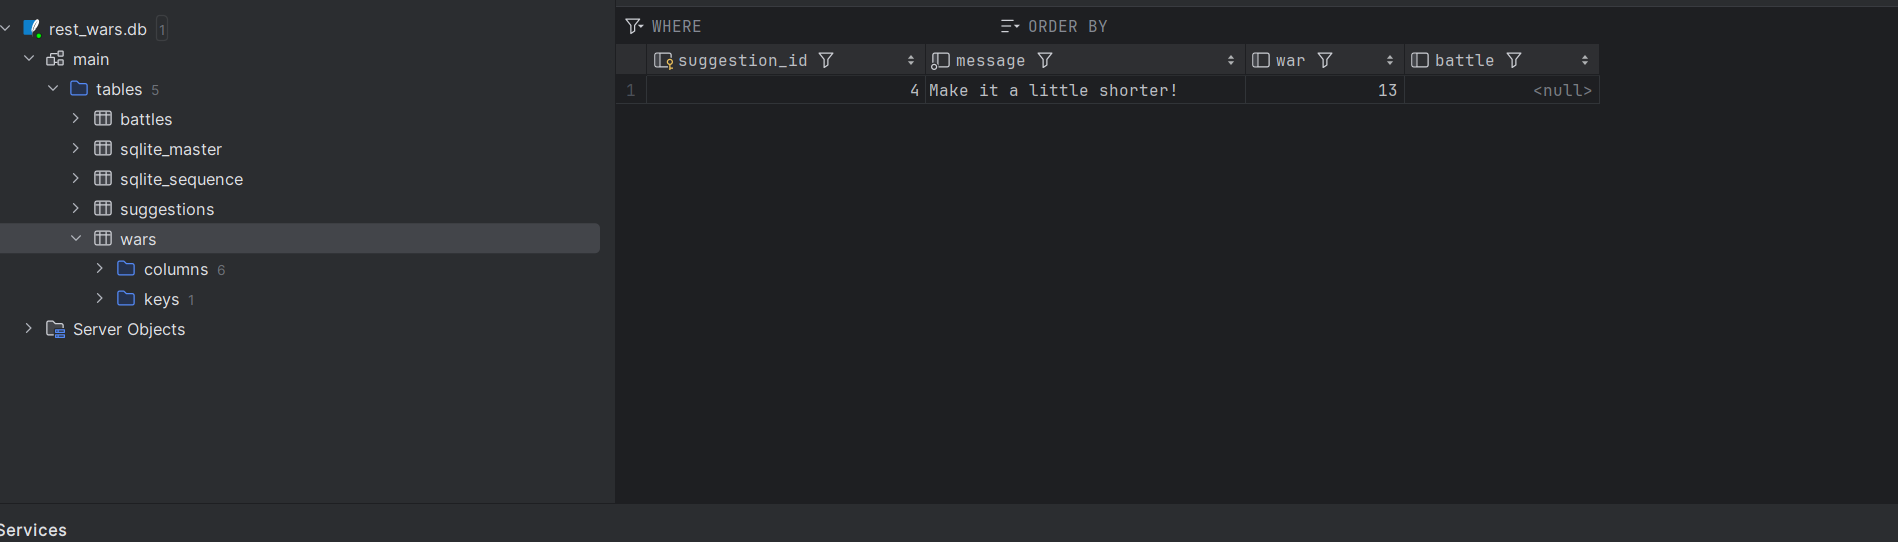 rest_wars.db 1
main
tables 5
battles
sqlite_master
sqlite_sequence
suggestions
wars
columns 6
keys 1
Server Objects
WHERE ORDER BY
suggestion_id message war battle
1 4 Make it a little shorter! 13 <null>
Services